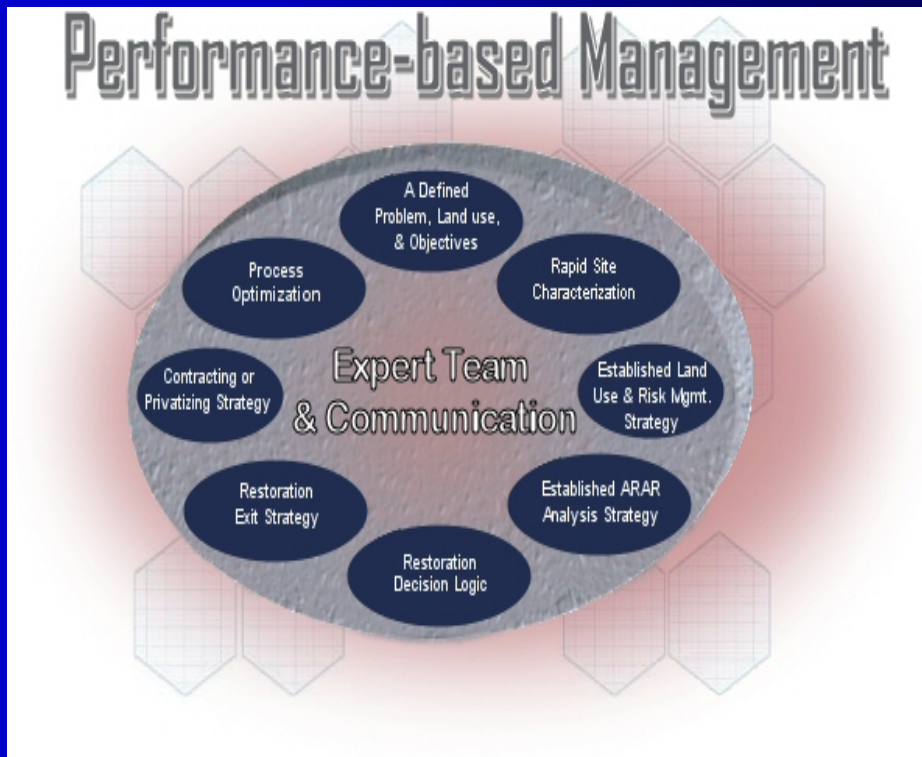 Performance-based Management
A Defined
Problem, Land use,
& Objectives
Rapid Site
Characterization
Established Land
Use & Risk Mgmt.
Strategy
Established ARAR
Analysis Strategy
Restoration
Decision Logic
Restoration
Exit Strategy
Contracting or
Privatizing Strategy
Process
Optimization
Expert Team
& Communication